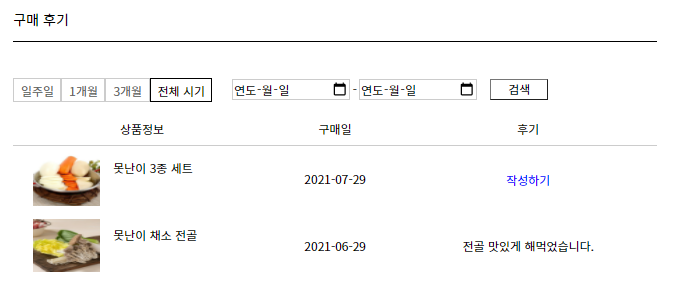 구매 후기
일주일 1개월 3개월 전체 시기 연도-월-일 - 연도-월-일 검색
상품정보 구매일 후기
못난이 3종 세트 2021-07-29 작성하기
못난이 채소 전골 2021-06-29 전골 맛있게 해먹었습니다.